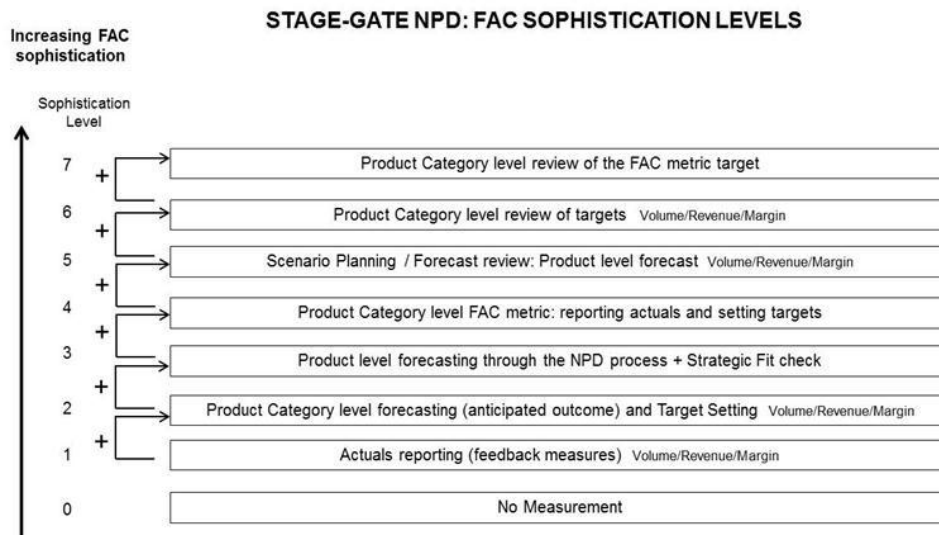 STAGE-GATE NPD: FAC SOPHISTICATION LEVELS
Increasing FAC
sophistication
Sophistication
Level
7
+
Product Category level review of the FAC metric target
6
+
Product Category level review of targets Volume/Revenue/Margin
5
+
Scenario Planning / Forecast review: Product level forecast Volume/Revenue/Margin
4
+
Product Category level FAC metric: reporting actuals and setting targets
3
+
Product level forecasting through the NPD process + Strategic Fit check
2
+
Product Category level forecasting (anticipated outcome) and Target Setting Volume/Revenue/Margin
1
Actuals reporting (feedback measures) Volume/Revenue/Margin
0
No Measurement